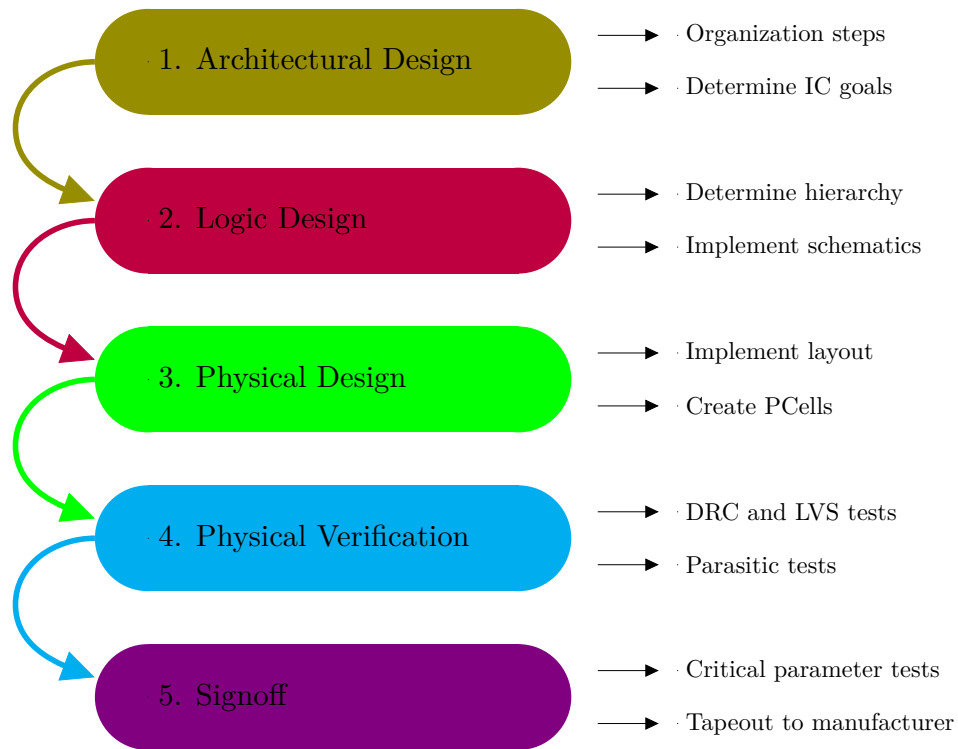 1. Architectural Design
Organization steps
Determine IC goals
2. Logic Design
Determine hierarchy
Implement schematics
3. Physical Design
Implement layout
Create PCells
4. Physical Verification
DRC and LVS tests
Parasitic tests
5. Signoff
Critical parameter tests
Tapeout to manufacturer